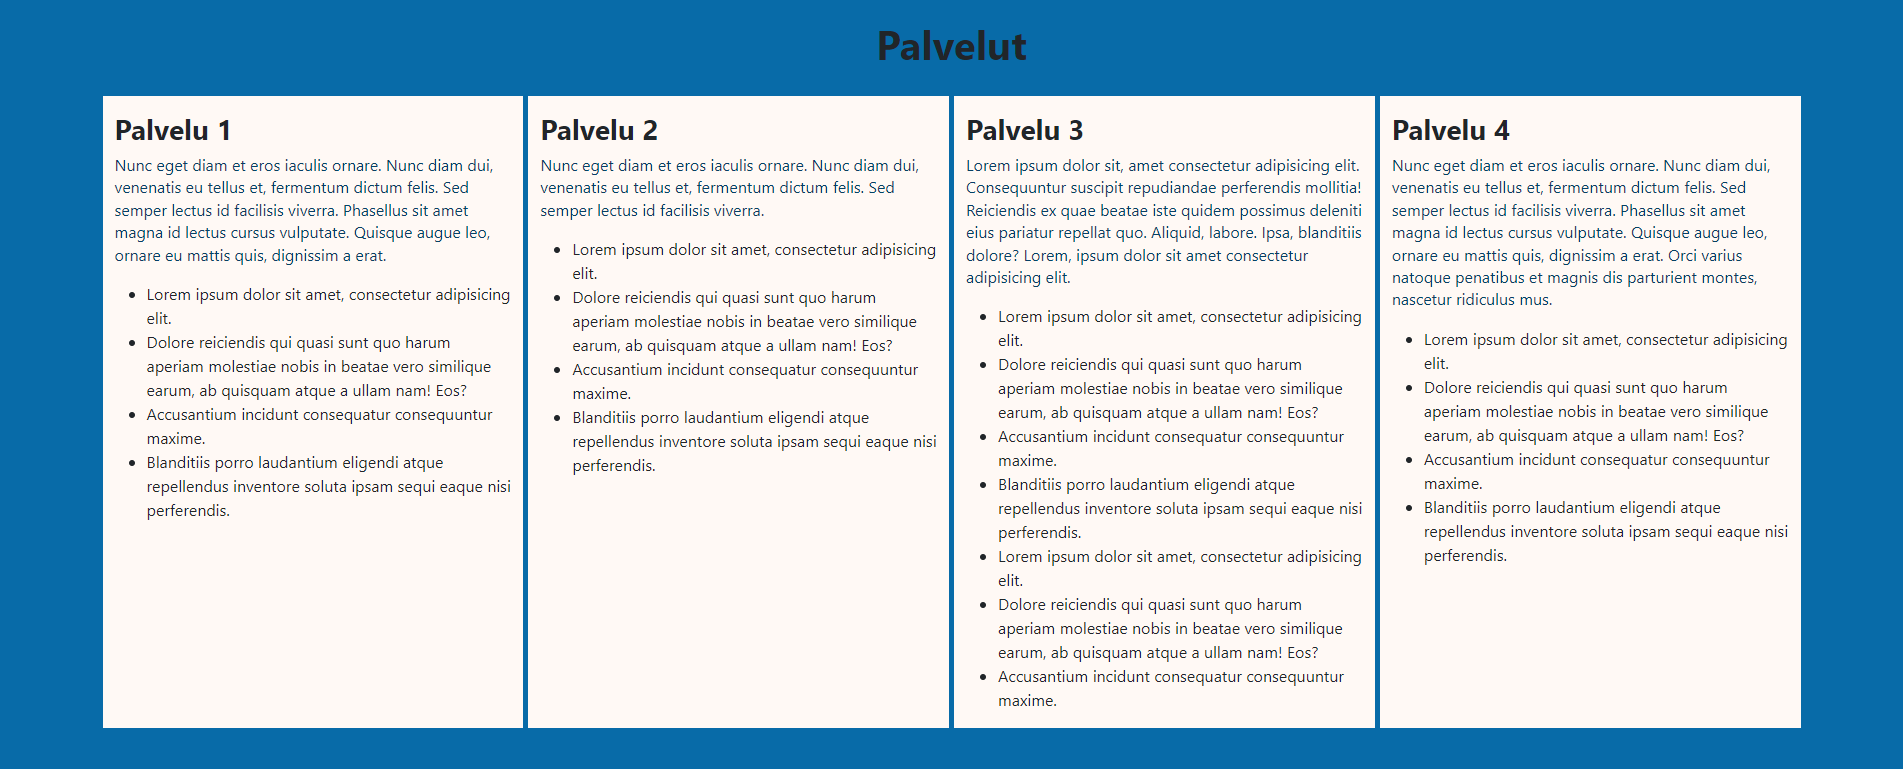 Palvelut
Palvelu 1
Nunc eget diam et eros iaculis ornare. Nunc diam dui,
venenatis eu tellus et, fermentum dictum felis. Sed
semper lectus id facilisis viverra. Phasellus sit amet
magna id lectus cursus vulputate. Quisque augue leo,
ornare eu mattis quis, dignissim a erat.
• Lorem ipsum dolor sit amet, consectetur adipisicing
elit.
• Dolore reiciendis qui quasi sunt quo harum
aperiam molestiae nobis in beatae vero similique
earum, ab quisquam atque a ullam nam! Eos?
• Accusantium incidunt consequatur consequuntur
maxime.
• Blanditiis porro laudantium eligendi atque
repellendus inventore soluta ipsam sequi eaque nisi
perferendis.
Palvelu 2
Nunc eget diam et eros iaculis ornare. Nunc diam dui,
venenatis eu tellus et, fermentum dictum felis. Sed
semper lectus id facilisis viverra.
• Lorem ipsum dolor sit amet, consectetur adipisicing
elit.
• Dolore reiciendis qui quasi sunt quo harum
aperiam molestiae nobis in beatae vero similique
earum, ab quisquam atque a ullam nam! Eos?
• Accusantium incidunt consequatur consequuntur
maxime.
• Blanditiis porro laudantium eligendi atque
repellendus inventore soluta ipsam sequi eaque nisi
perferendis.
Palvelu 3
Lorem ipsum dolor sit, amet consectetur adipisicing elit.
Consequuntur suscipit repudiandae perferendis mollitia!
Reiciendis ex quae beatae iste quidem possimus deleniti
eius pariatur repellat quo. Aliquid, labore. Ipsa, blanditiis
dolore? Lorem, ipsum dolor sit amet consectetur
adipisicing elit.
• Lorem ipsum dolor sit amet, consectetur adipisicing
elit.
• Dolore reiciendis qui quasi sunt quo harum
aperiam molestiae nobis in beatae vero similique
earum, ab quisquam atque a ullam nam! Eos?
• Accusantium incidunt consequatur consequuntur
maxime.
• Blanditiis porro laudantium eligendi atque
repellendus inventore soluta ipsam sequi eaque nisi
perferendis.
• Lorem ipsum dolor sit amet, consectetur adipisicing
elit.
• Dolore reiciendis qui quasi sunt quo harum
aperiam molestiae nobis in beatae vero similique
earum, ab quisquam atque a ullam nam! Eos?
• Accusantium incidunt consequatur consequuntur
maxime.
Palvelu 4
Nunc eget diam et eros iaculis ornare. Nunc diam dui,
venenatis eu tellus et, fermentum dictum felis. Sed
semper lectus id facilisis viverra. Phasellus sit amet
magna id lectus cursus vulputate. Quisque augue leo,
ornare eu mattis quis, dignissim a erat. Orci varius
natoque penatibus et magnis dis parturient montes,
nascetur ridiculus mus.
• Lorem ipsum dolor sit amet, consectetur adipisicing
elit.
• Dolore reiciendis qui quasi sunt quo harum
aperiam molestiae nobis in beatae vero similique
earum, ab quisquam atque a ullam nam! Eos?
• Accusantium incidunt consequatur consequuntur
maxime.
• Blanditiis porro laudantium eligendi atque
repellendus inventore soluta ipsam sequi eaque nisi
perferendis.